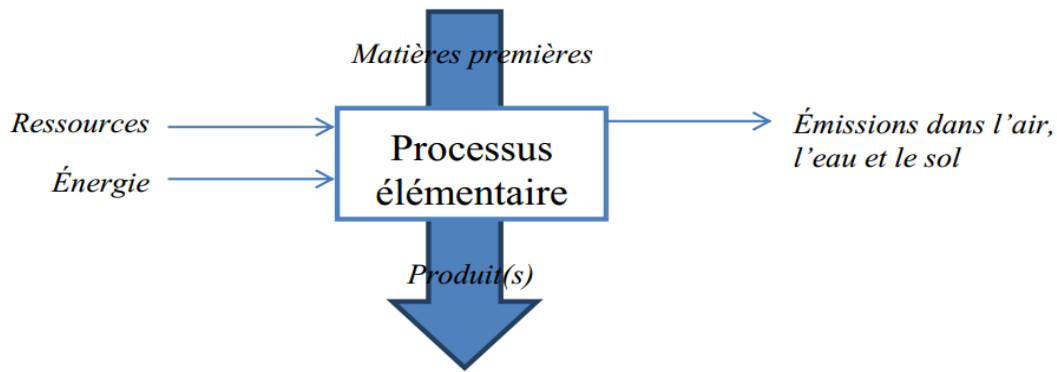 Matières premières
Ressources
Énergie
Processus
élémentaire
Émissions dans l’air,
l’eau et le sol
Produit(s)